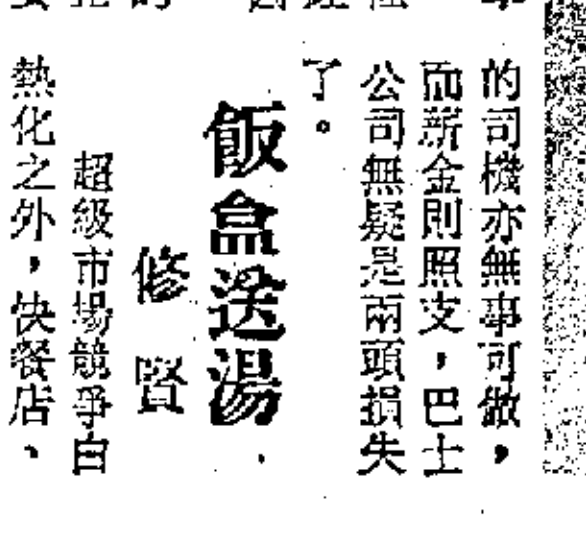 的司機亦無事可做，
而薪金則照支，巴士
公司無疑是兩頭損失
了。
飯盒送湯
修賢
超級市場競爭白
熱化之外，快餐店、